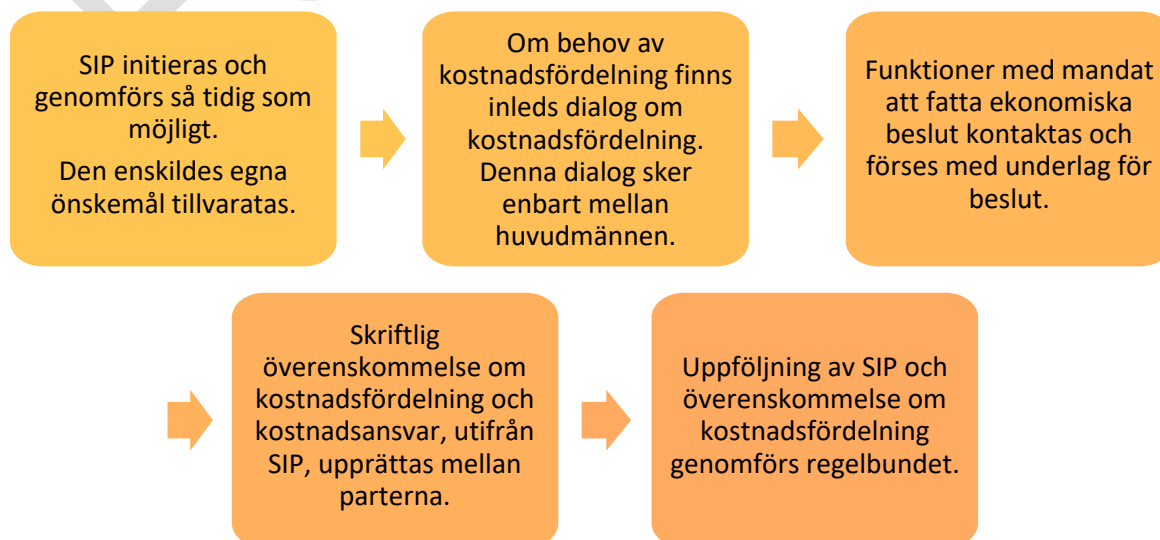 SIP initieras och
genomförs så tidig som
möjligt.
Den enskildes egna
önskemål tillvaratas.
Om behov av
kostnadsfördelning finns
inleds dialog om
kostnadsfördelning.
Denna dialog sker
enbart mellan
huvudmännen.
Funktioner med mandat
att fatta ekonomiska
beslut kontaktas och
förses med underlag för
beslut.
Skriftlig
överenskommelse om
kostnadsfördelning och
kostnadsansvar, utifrån
SIP, upprättas mellan
parterna.
Uppföljning av SIP och
överenskommelse om
kostnadsfördelning
genomförs regelbundet.